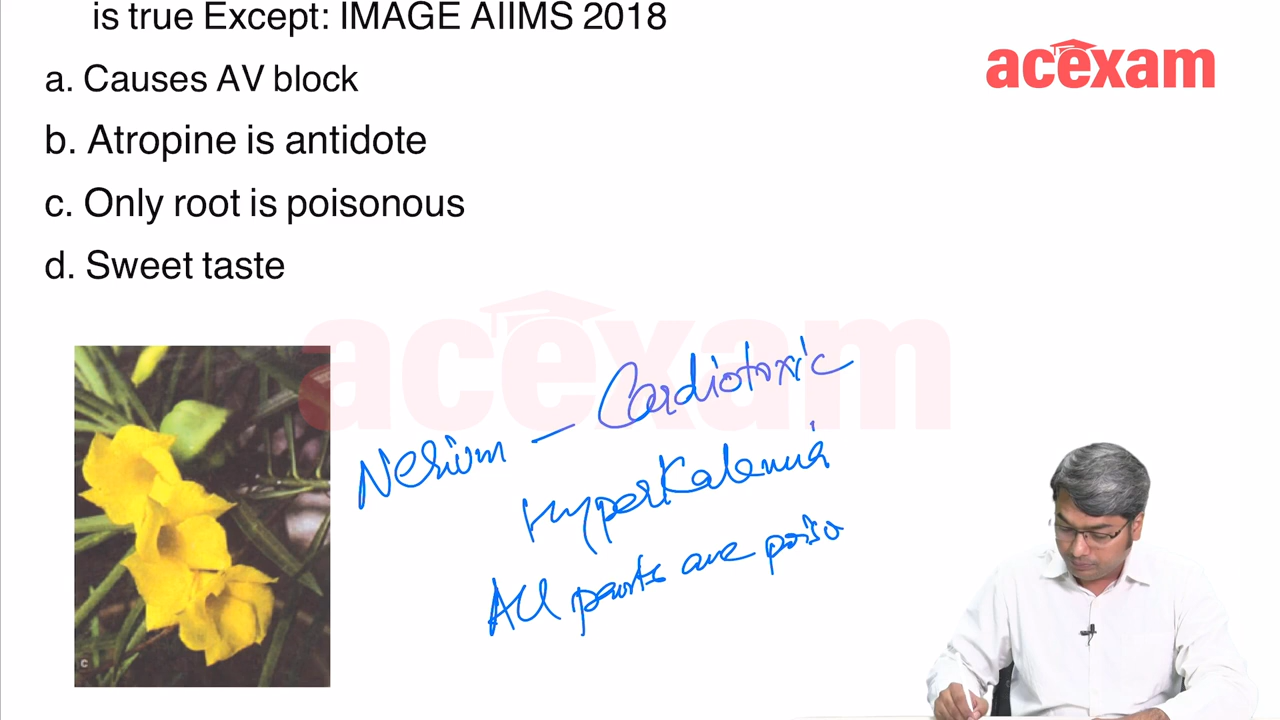 is true Except: IMAGE AIIMS 2018
acexam
a. Causes AV block
b. Atropine is antidote
c. Only root is poisonous
d. Sweet taste
acexam
Nerium — Cardiotoxic
HyperKalemia
All parts are poiso
c